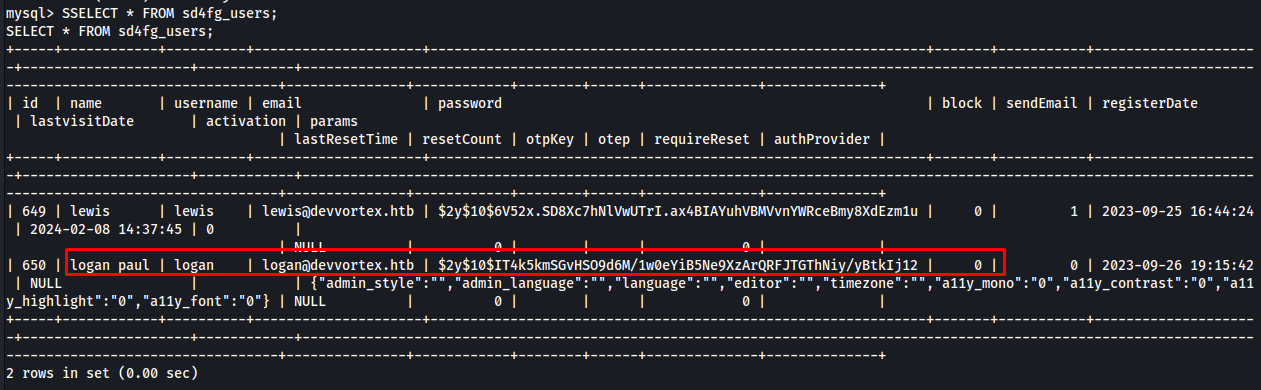 mysql> SSELECT * FROM sd4fg_users;
SELECT * FROM sd4fg_users;
| id | name | username | email | password | block | sendEmail | registerDate
| lastvisitDate | activation | params
| lastResetTime | resetCount | otpKey | otep | requireReset | authProvider |
| 649 | lewis | lewis | lewis@devvortex.htb | $2y$10$6V52x.SD8Xc7hNlVwUTrI.ax4BIAYuhVBMVvnYWRceBmy8XdEzm1u | 0 | 1 | 2023-09-25 16:44:24
| 2024-02-08 14:37:45 | 0 |
| NULL | 0 | | | 0 | |
| 650 | logan paul | logan | logan@devvortex.htb | $2y$10$IT4k5kmSGvHSO9d6M/1w0eYiB5Ne9XzArQRFJTGThNiy/yBtkIj12 | 0 | 0 | 2023-09-26 19:15:42
| NULL | | {"admin_style":"","admin_language":"","language":"","editor":"","timezone":"","a11y_mono":"0","a11y_contrast":"0","a11
y_highlight":"0","a11y_font":"0"} | NULL | 0 | | | 0 | |
2 rows in set (0.00 sec)